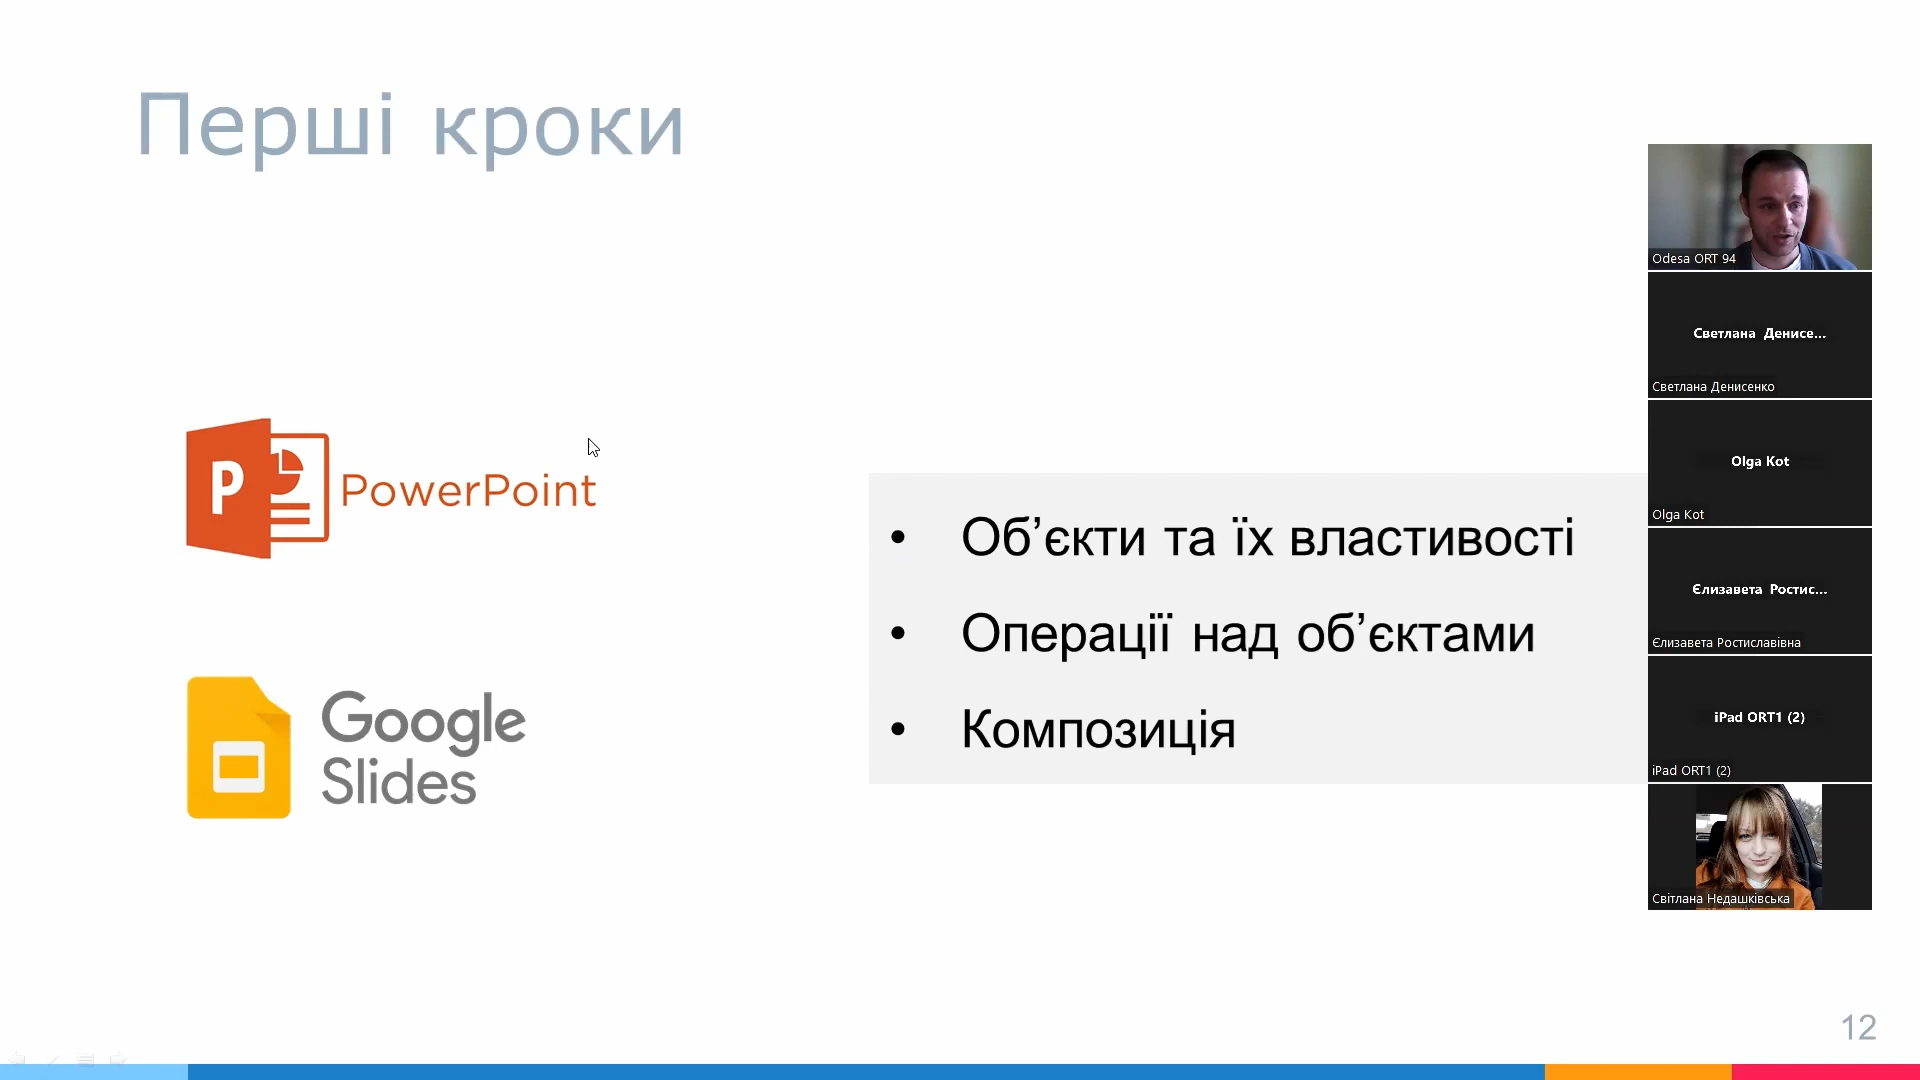 Перші кроки
P PowerPoint
Google
Slides
• Об’єкти та їх властивості
• Операції над об’єктами
• Композиція
Odesa ORT 94
Светлана Денисе...
Светлана Денисенко
Olga Kot
Olga Kot
Єлизавета Ростис...
Єлизавета Ростиславівна
iPad ORT1 (2)
iPad ORT1 (2)
Світлана Недашківська
12